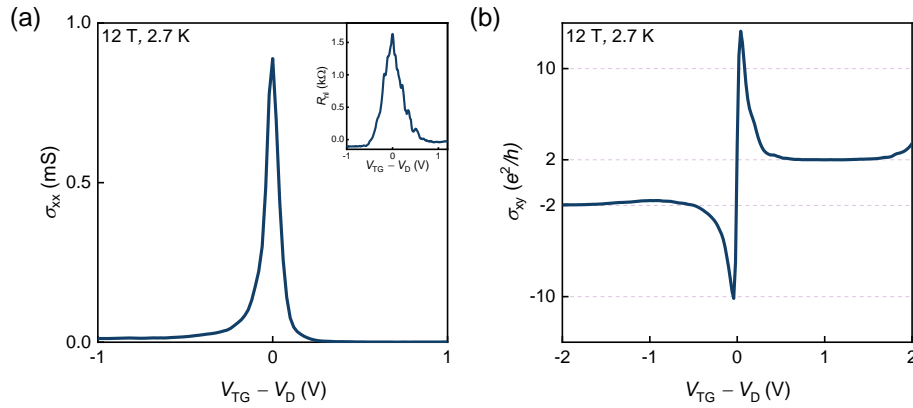 (a)
12 T, 2.7 K
1.0
0.5
0.0
σxx (mS)
-1
0
1
VTG − VD (V)
1.5
1.0
0.5
0.0
Rnl (kΩ)
-1
0
1
VTG − VD (V)
(b)
12 T, 2.7 K
10
2
-2
-10
σxy (e²/h)
-2
-1
0
1
2
VTG − VD (V)